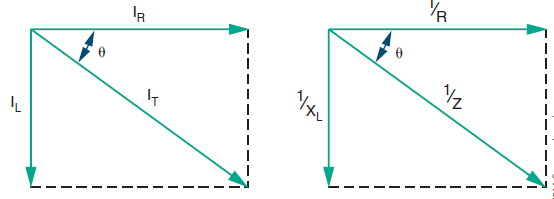 I_R
θ
I_L
I_T
1/R
θ
1/X_L
1/Z